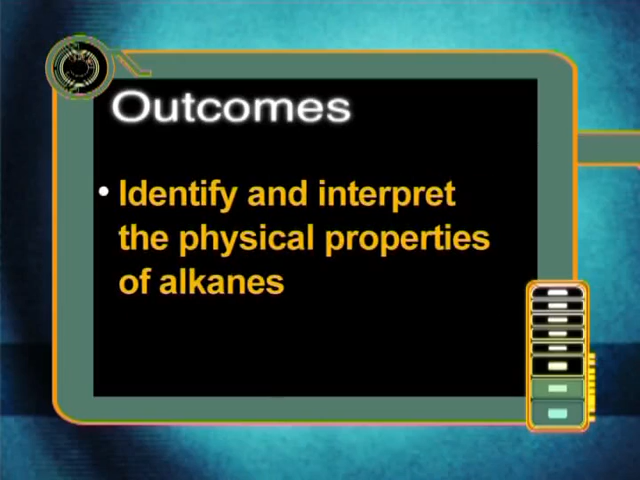 Outcomes
• Identify and interpret
the physical properties
of alkanes